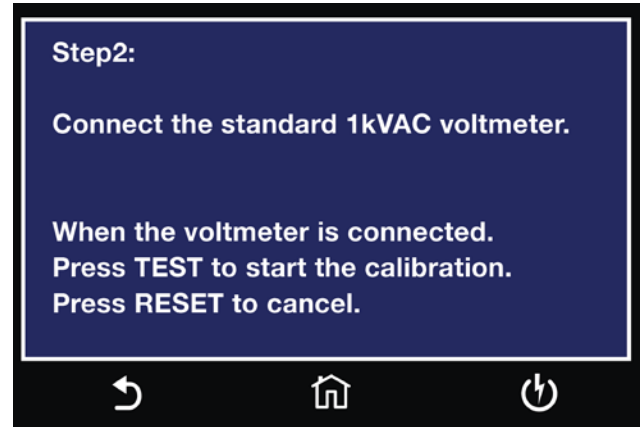 Step2:
Connect the standard 1kVAC voltmeter.
When the voltmeter is connected.
Press TEST to start the calibration.
Press RESET to cancel.